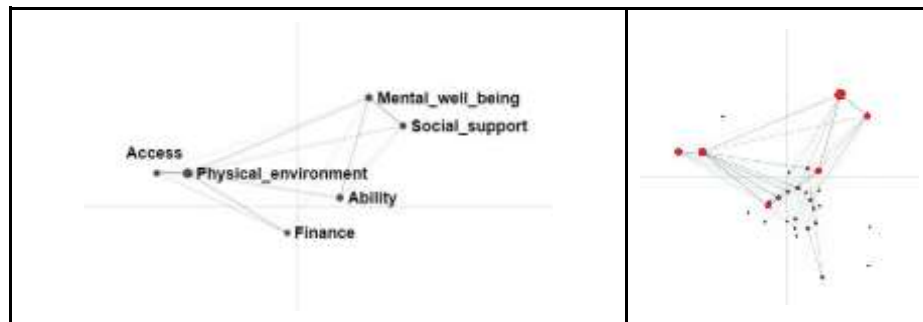 Mental_well_being
Social_support
Access
Physical_environment
Ability
Finance